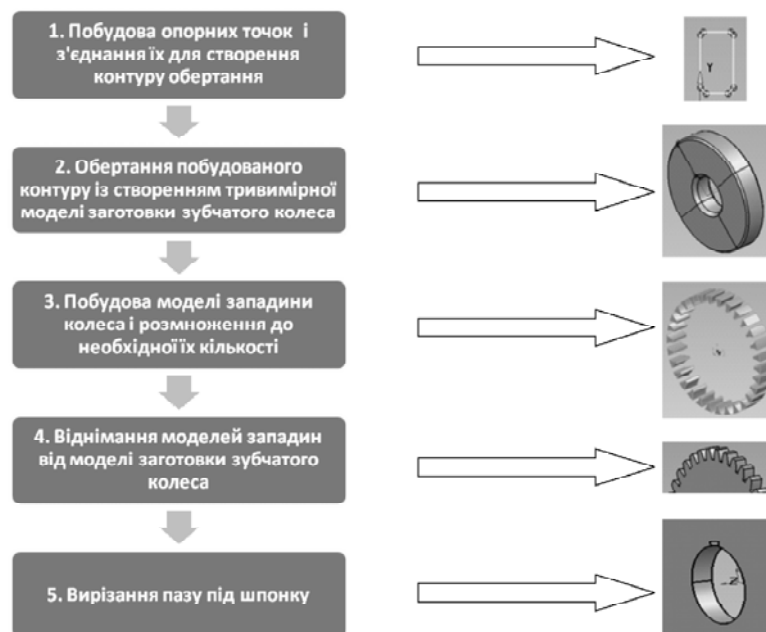 1. Побудова опорних точок і
з'єднання їх для створення
контуру обертання
Y
2. Обертання побудованого
контуру із створенням тривимірної
моделі заготовки зубчатого колеса
3. Побудова моделі западини
колеса і розмноження до
необхідної їх кількості
4. Віднімання моделей западин
від моделі заготовки зубчатого
колеса
5. Вирізання пазу під шпонку